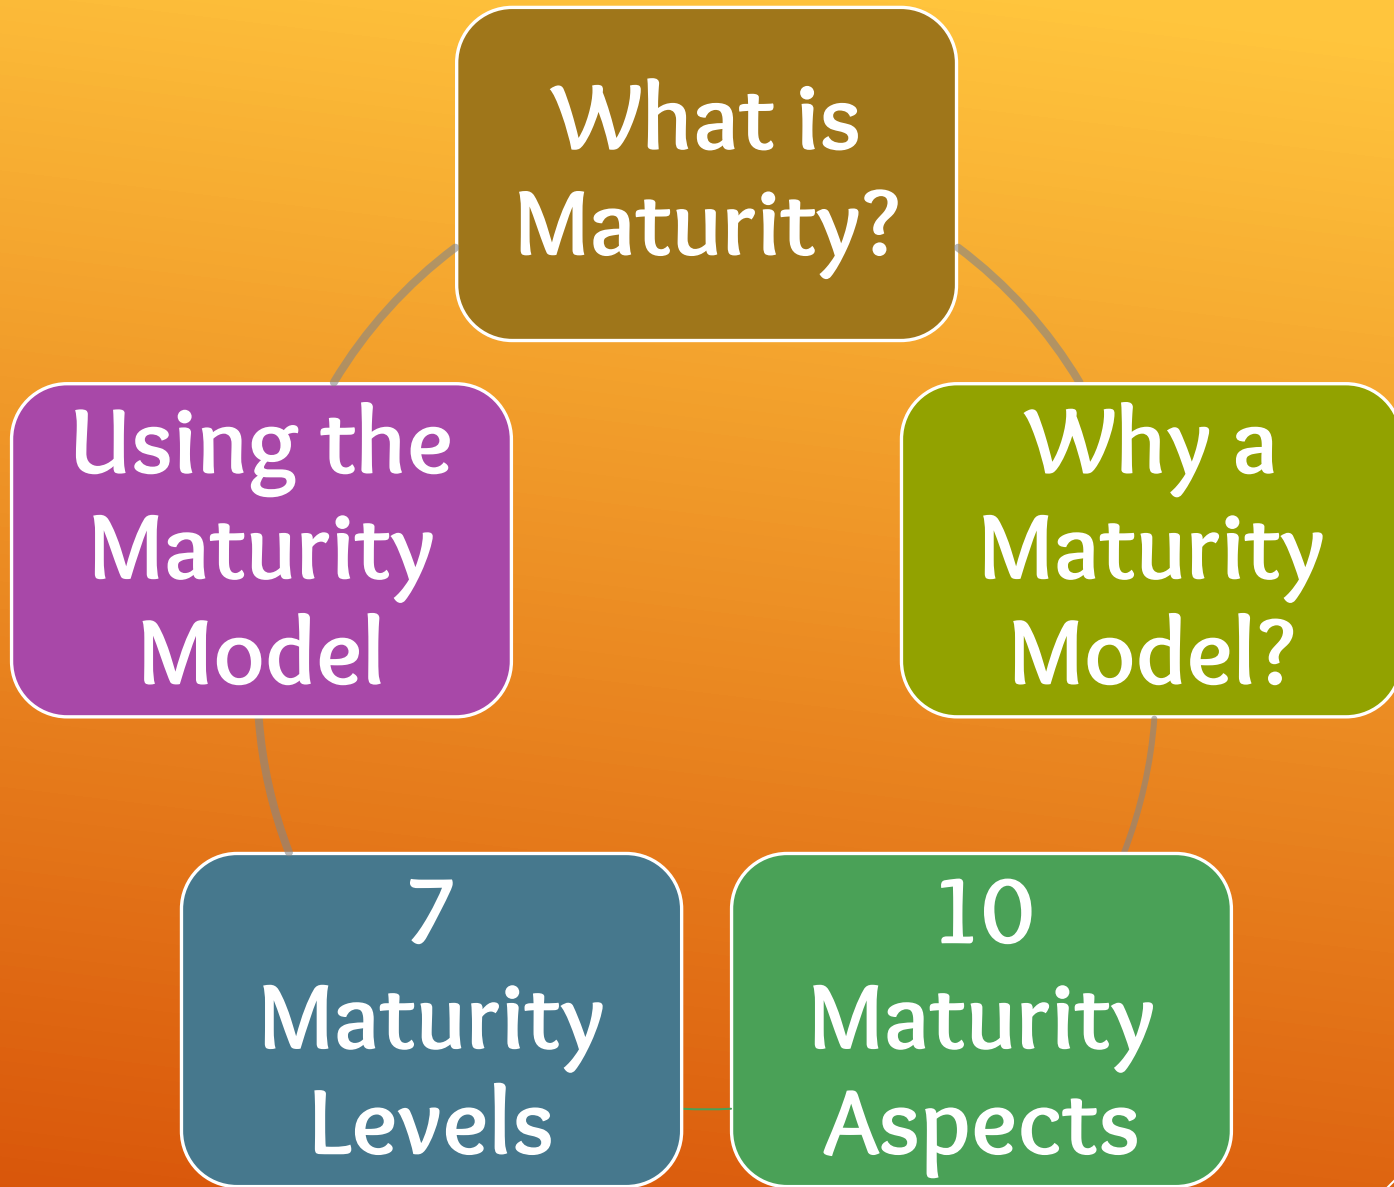 What is
Maturity?
Why a
Maturity
Model?
10
Maturity
Aspects
7
Maturity
Levels
Using the
Maturity
Model